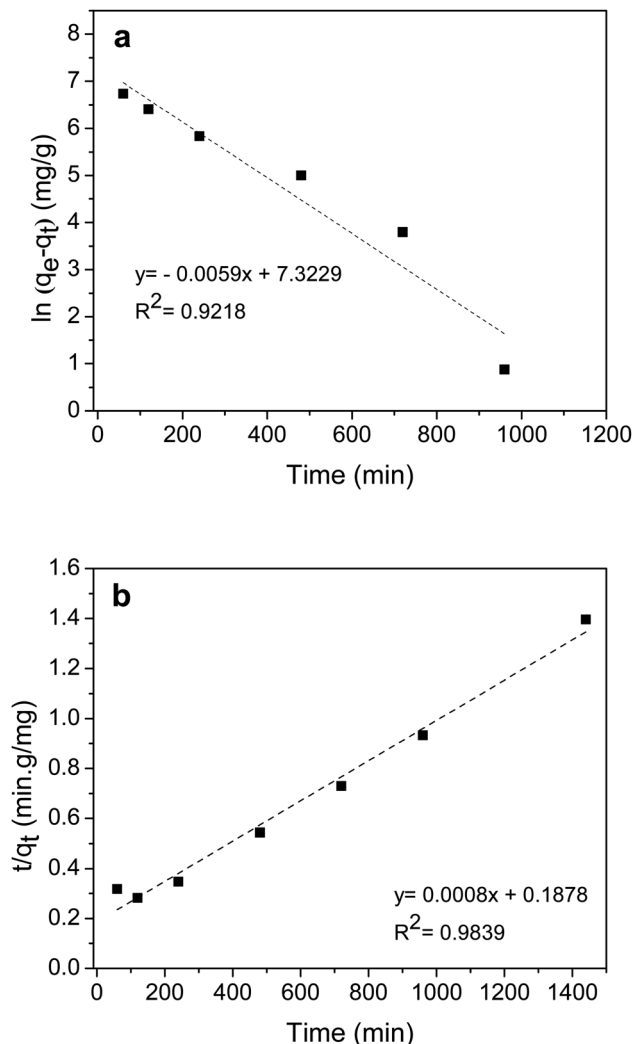 a
8
7
6
5
4
3
2
1
0
ln (qe-qt) (mg/g)
y= - 0.0059x + 7.3229
R2= 0.9218
0 200 400 600 800 1000 1200
Time (min)
b
1.6
1.4
1.2
1.0
0.8
0.6
0.4
0.2
0.0
t/qt (min.g/mg)
y= 0.0008x + 0.1878
R2= 0.9839
0 200 400 600 800 1000 1200 1400
Time (min)